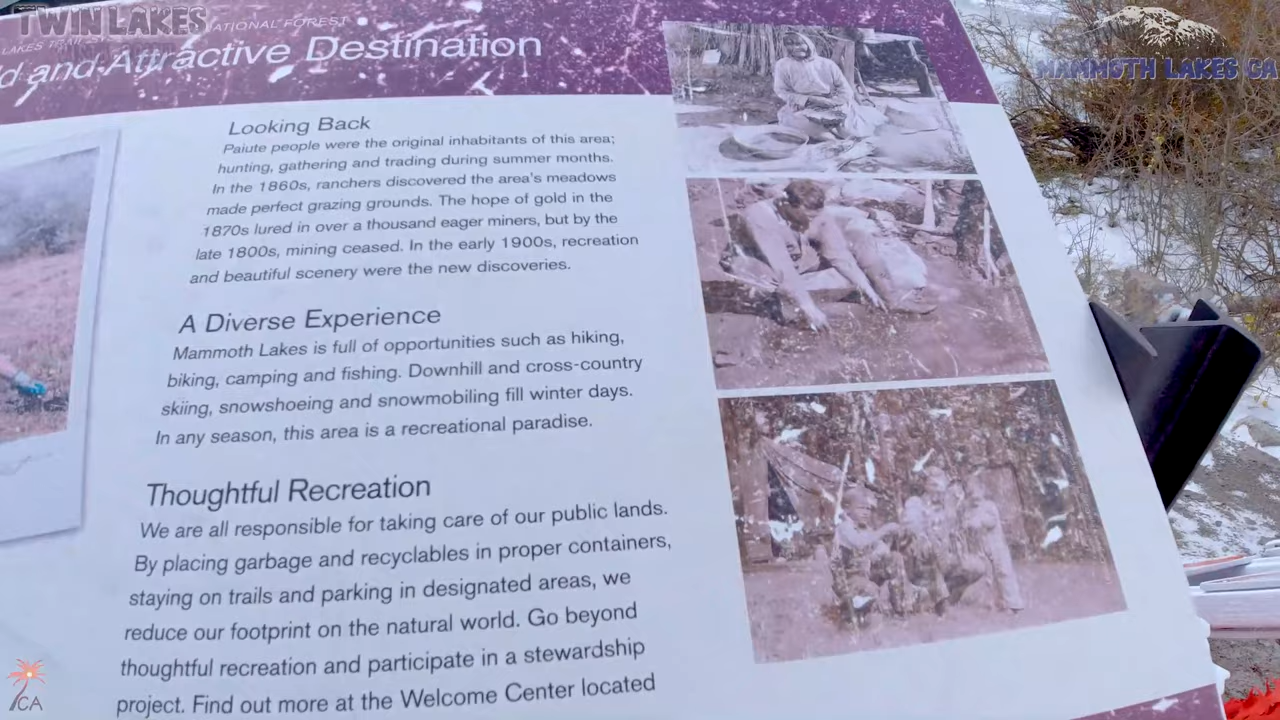 TWIN LAKES
NATIONAL FOREST
and Attractive Destination
MAMMOTH LAKES CA
Looking Back
Paiute people were the original inhabitants of this area;
hunting, gathering and trading during summer months.
In the 1860s, ranchers discovered the area's meadows
made perfect grazing grounds. The hope of gold in the
1870s lured in over a thousand eager miners, but by the
late 1800s, mining ceased. In the early 1900s, recreation
and beautiful scenery were the new discoveries.
A Diverse Experience
Mammoth Lakes is full of opportunities such as hiking,
biking, camping and fishing. Downhill and cross-country
skiing, snowshoeing and snowmobiling fill winter days.
In any season, this area is a recreational paradise.
Thoughtful Recreation
We are all responsible for taking care of our public lands.
By placing garbage and recyclables in proper containers,
staying on trails and parking in designated areas, we
reduce our footprint on the natural world. Go beyond
thoughtful recreation and participate in a stewardship
project. Find out more at the Welcome Center located
CA